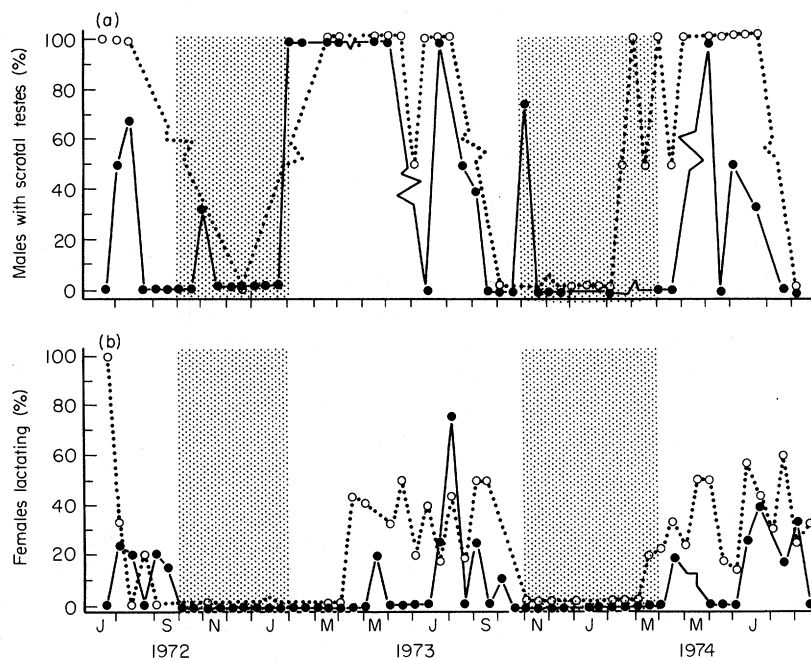 (a)
100
80
60
40
20
0
Males with scrotal testes (%)
(b)
100
80
60
40
20
0
Females lactating (%)
J S N J M M J S N J M M J
1972 1973 1974